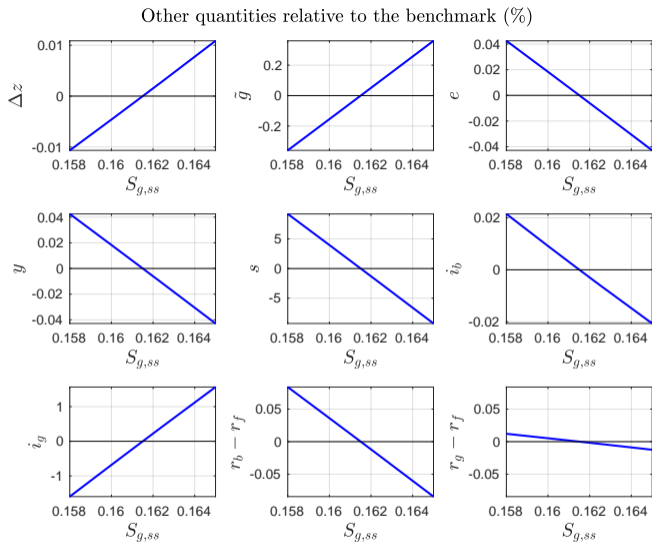 Other quantities relative to the benchmark (%)
Δz
0.01
0
-0.01
0.158 0.16 0.162 0.164
S_{g,ss}
g̃
0.2
0
-0.2
0.158 0.16 0.162 0.164
S_{g,ss}
e
0.04
0.02
0
-0.02
-0.04
0.158 0.16 0.162 0.164
S_{g,ss}
y
0.04
0.02
0
-0.02
-0.04
0.158 0.16 0.162 0.164
S_{g,ss}
s
5
0
-5
0.158 0.16 0.162 0.164
S_{g,ss}
i_b
0.02
0
-0.02
0.158 0.16 0.162 0.164
S_{g,ss}
i_g
1
0
-1
0.158 0.16 0.162 0.164
S_{g,ss}
r_b − r_f
0.05
0
-0.05
0.158 0.16 0.162 0.164
S_{g,ss}
r_g − r_f
0.05
0
-0.05
0.158 0.16 0.162 0.164
S_{g,ss}